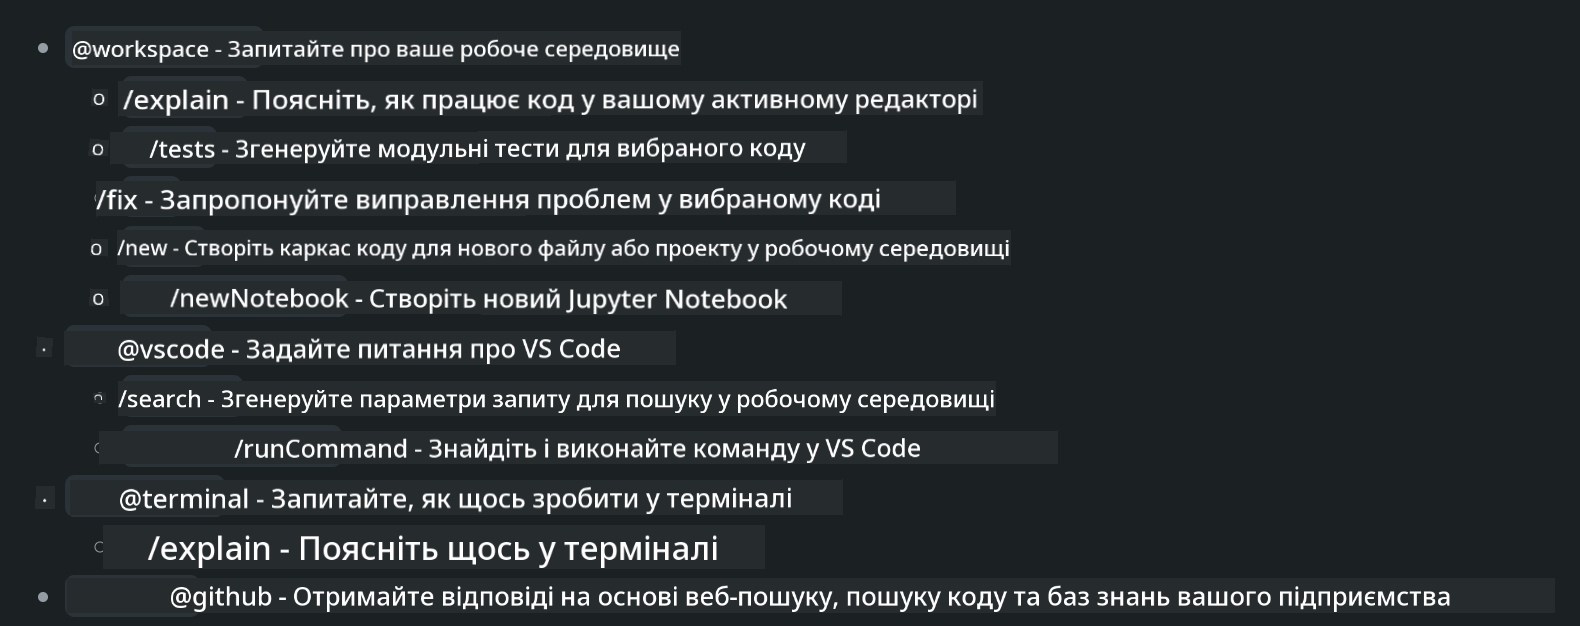 @workspace - Запитайте про ваше робоче середовище
/explain - Поясніть, як працює код у вашому активному редакторі
/tests - Згенеруйте модульні тести для вибраного коду
/fix - Запропонуйте виправлення проблем у вибраному коді
/new - Створіть каркас коду для нового файлу або проекту у робочому середовищі
/newNotebook - Створіть новий Jupyter Notebook
@vscode - Задайте питання про VS Code
/search - Згенеруйте параметри запиту для пошуку у робочому середовищі
/runCommand - Знайдіть і виконайте команду у VS Code
@terminal - Запитайте, як щось зробити у терміналі
/explain - Поясніть щось у терміналі
@github - Отримайте відповіді на основі веб-пошуку, пошуку коду та баз знань вашого підприємства